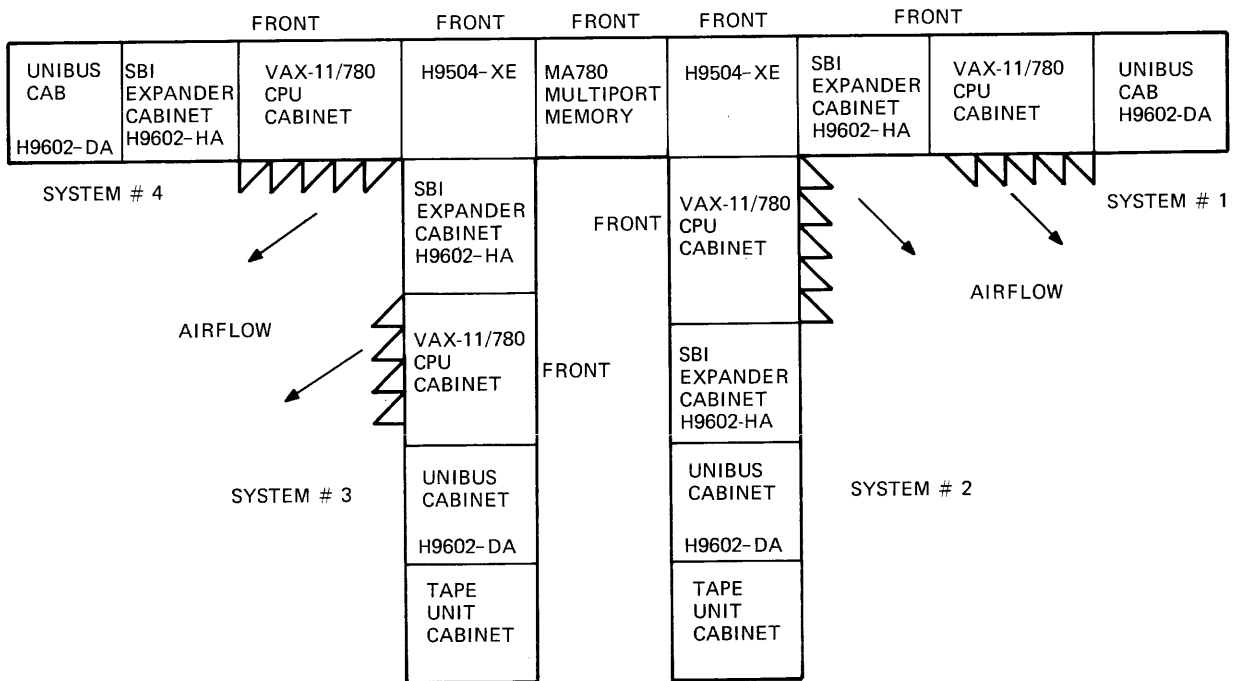 FRONT
FRONT
FRONT
FRONT
FRONT
UNIBUS
CAB
H9602-DA
SBI
EXPANDER
CABINET
H9602-HA
VAX-11/780
CPU
CABINET
H9504-XE
MA780
MULTIPORT
MEMORY
H9504-XE
SBI
EXPANDER
CABINET
H9602-HA
VAX-11/780
CPU
CABINET
UNIBUS
CAB
H9602-DA
SYSTEM # 4
SBI
EXPANDER
CABINET
H9602-HA
FRONT
VAX-11/780
CPU
CABINET
SYSTEM # 1
AIRFLOW
AIRFLOW
VAX-11/780
CPU
CABINET
FRONT
SBI
EXPANDER
CABINET
H9602-HA
SYSTEM # 3
UNIBUS
CABINET
H9602-DA
UNIBUS
CABINET
H9602-DA
SYSTEM # 2
TAPE
UNIT
CABINET
TAPE
UNIT
CABINET